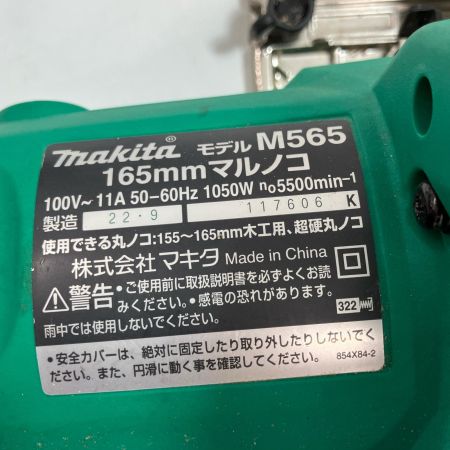 makita® モデル M565
165mmマルノコ
100V～11A 50-60Hz 1050W n₀5500min-1
製造 22・9 117606 K
使用できる丸ノコ:155～165mm木工用、超硬丸ノコ
株式会社マキタ Made in China
⚠警告 ・ご使用前に取扱説明書を必ずよくお読
みください。・感電の恐れがあります。
雨中では使用しないでください。
322
・安全カバーは、絶対に固定したり取り外したりしないでく
ださい。また、円滑に動く事を確認してください。
854X84-2